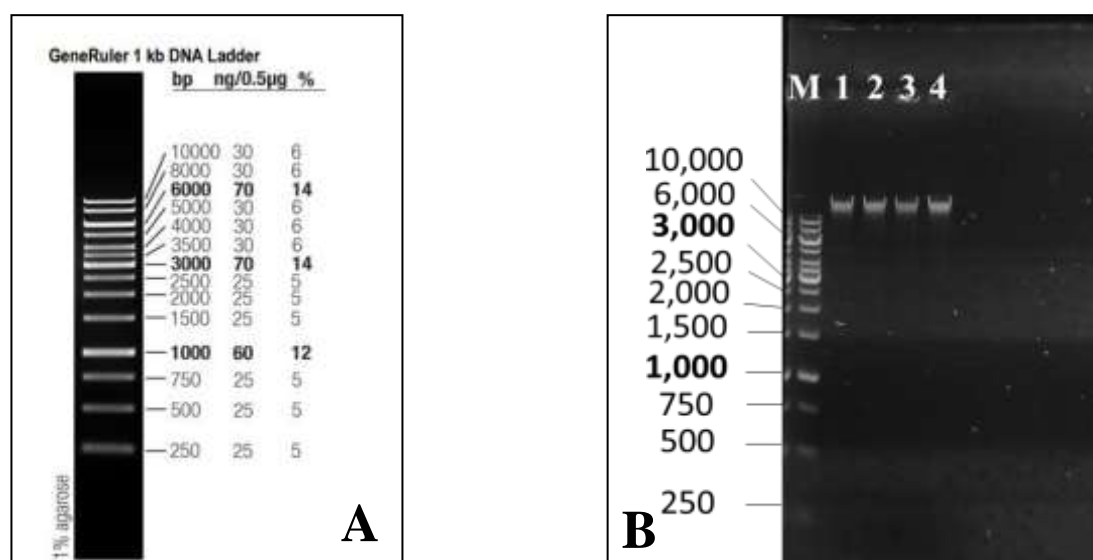 GeneRuler 1 kb DNA Ladder
bp ng/0.5µg %
10000 30 6
8000 30 6
6000 70 14
5000 30 6
4000 30 6
3500 30 6
3000 70 14
2500 25 5
2000 25 5
1500 25 5
1000 60 12
750 25 5
500 25 5
250 25 5
1% agarose
A
M 1 2 3 4
10,000
6,000
3,000
2,500
2,000
1,500
1,000
750
500
250
B